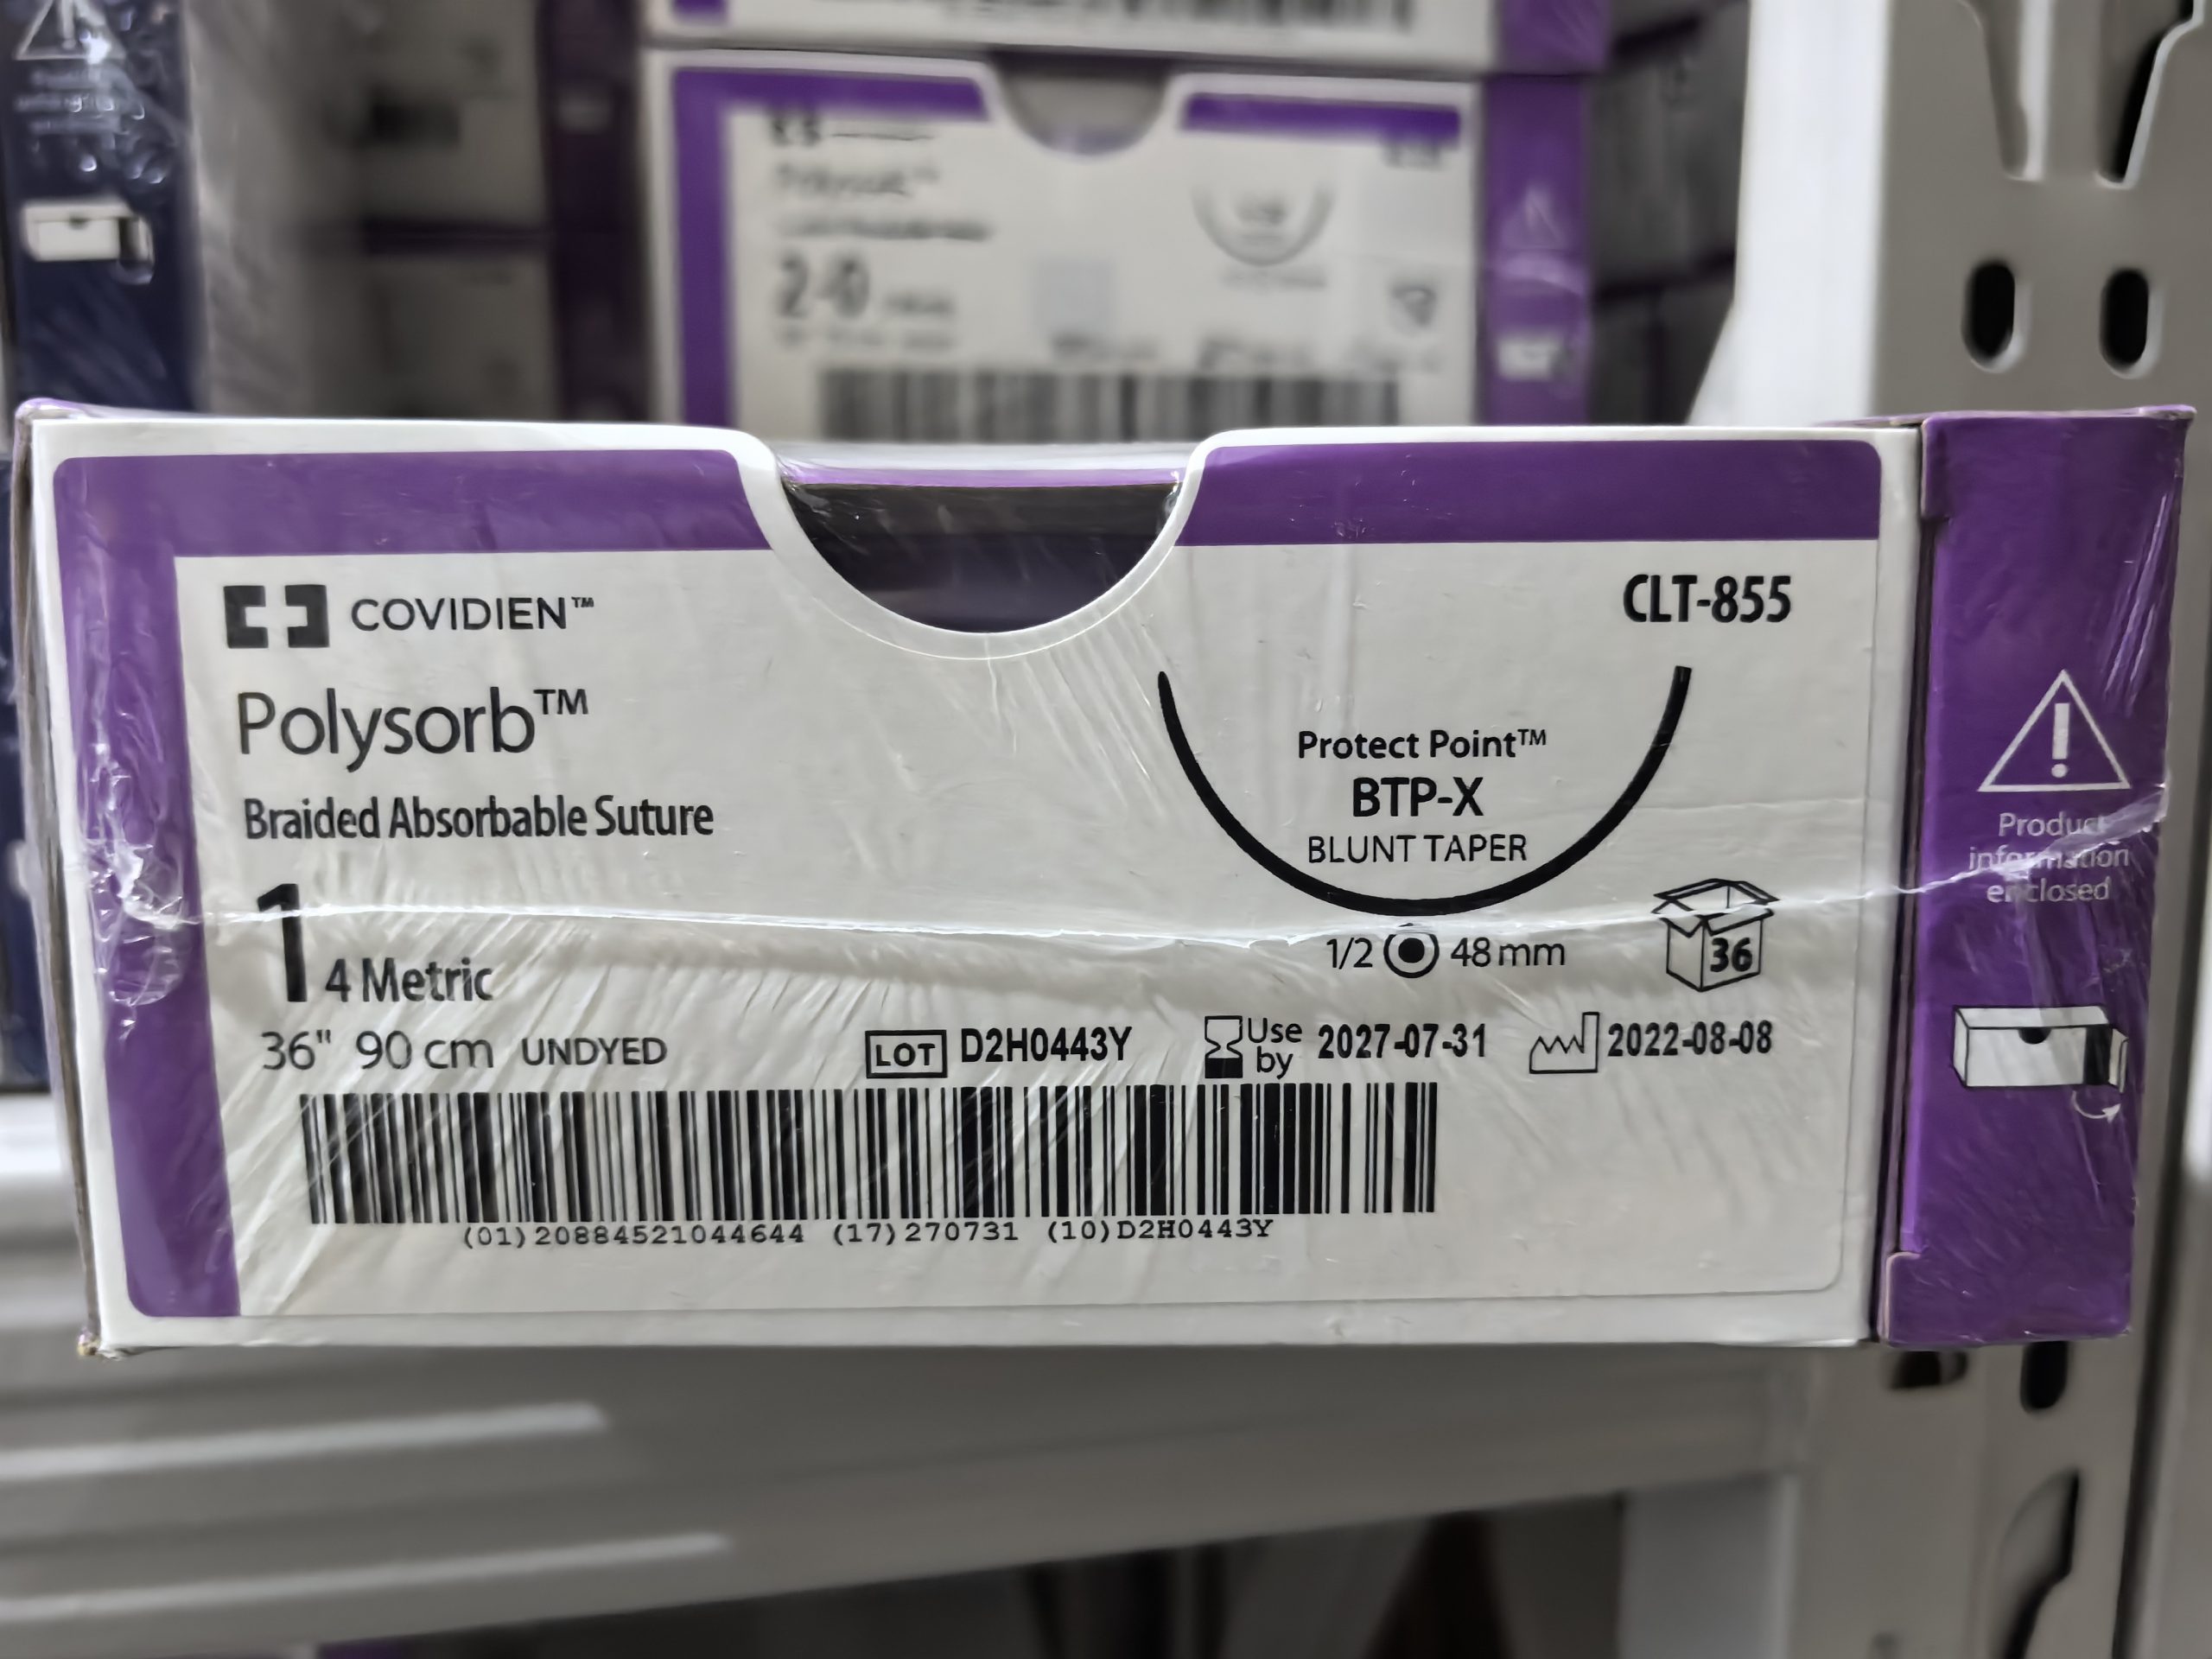 2-0
COVIDIEN™
CLT-855
Polysorb™
Braided Absorbable Suture
Protect Point™
BTP-X
BLUNT TAPER
1 4 Metric
1/2 48 mm
36
36" 90 cm UNDYED
LOT D2H0443Y
Use by 2027-07-31
2022-08-08
(01)20884521044644 (17)270731 (10)D2H0443Y
Product
information
enclosed